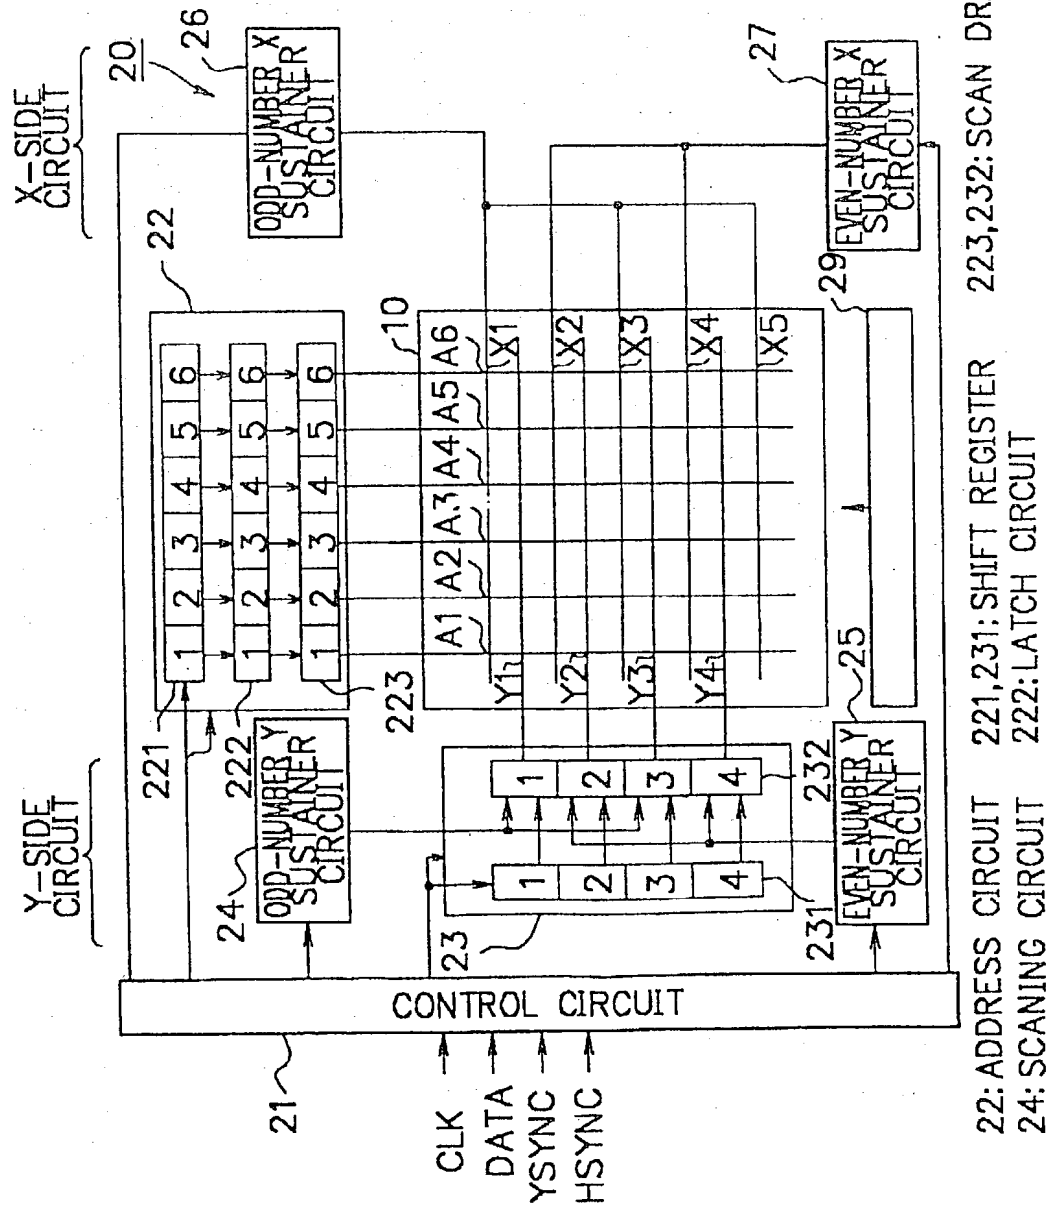 Y-SIDE
CIRCUIT
X-SIDE
CIRCUIT
20
21
221
22
26
24
ODD-NUMBER Y
SUSTAINER
CIRCUIT
222
223
1 2 3 4 5 6
1 2 3 4 5 6
1 2 3 4 5 6
ODD-NUMBER X
SUSTAINER
CIRCUIT
10
CONTROL CIRCUIT
CLK
DATA
YSYNC
HSYNC
23
A1 A2 A3 A4 A5 A6
1 1 Y1 X1
2 2 Y2 X2
3 3 Y3 X3
4 4 Y4 X4
X5
231
232
25
29
27
EVEN-NUMBER Y
SUSTAINER
CIRCUIT
EVEN-NUMBER X
SUSTAINER
CIRCUIT
22: ADDRESS CIRCUIT
221,231: SHIFT REGISTER
223,232: SCAN DR
24: SCANING CIRCUIT
222: LATCH CIRCUIT